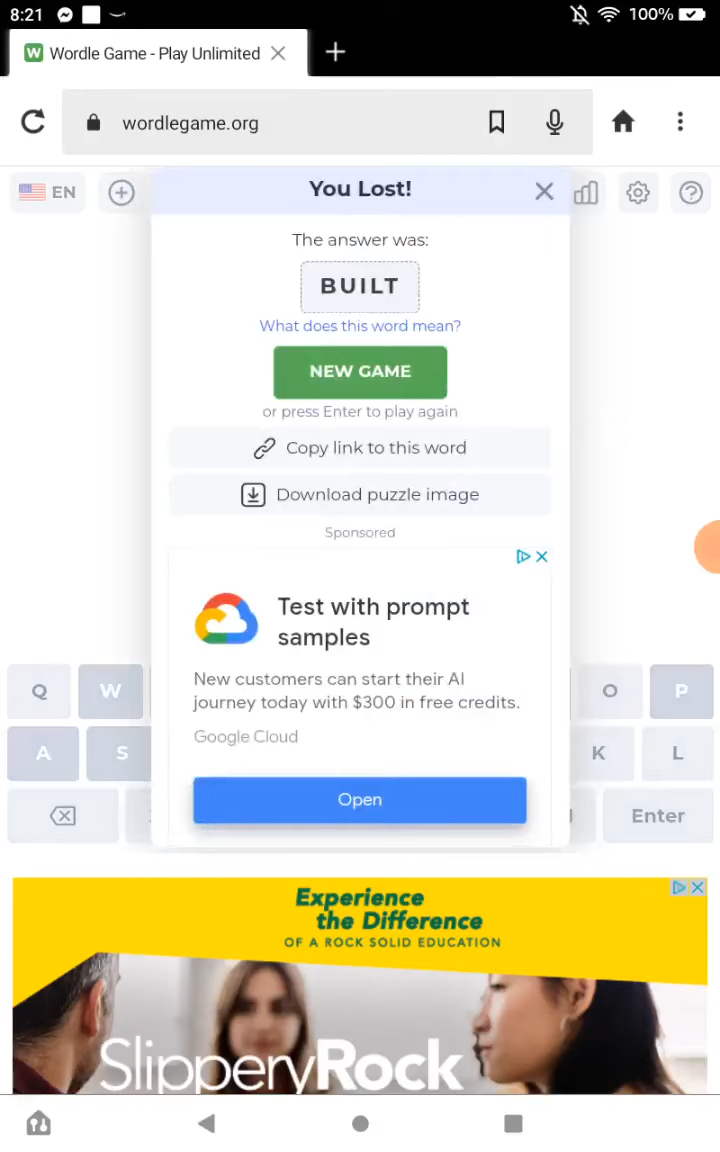 8:21 100%
W Wordle Game - Play Unlimited
wordlegame.org
EN
You Lost!
The answer was:
BUILT
What does this word mean?
NEW GAME
or press Enter to play again
Copy link to this word
Download puzzle image
Sponsored
Test with prompt
samples
New customers can start their AI
journey today with $300 in free credits.
Google Cloud
Open
Q W O P
A S K L
Enter
Experience
the Difference
OF A ROCK SOLID EDUCATION
SlipperyRock